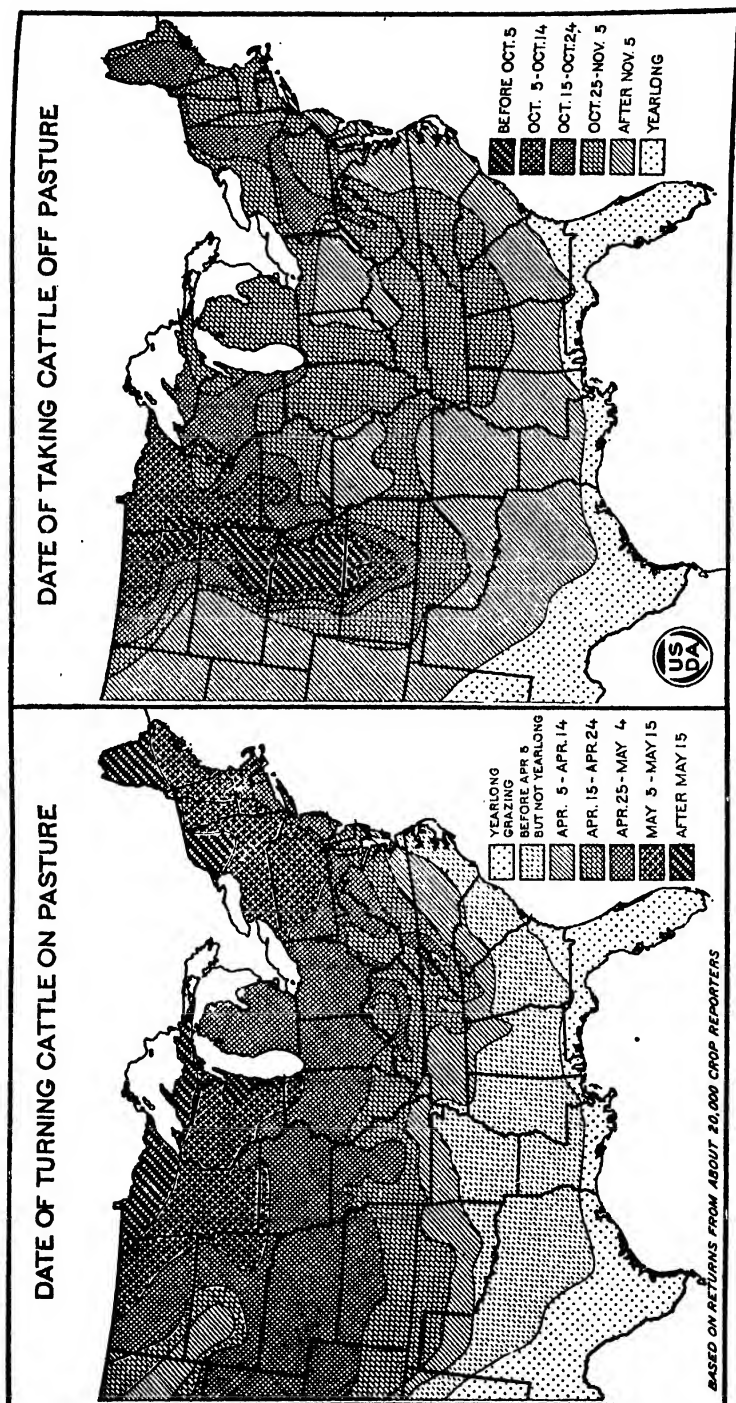 DATE OF TURNING CATTLE ON PASTURE
YEARLONG
GRAZING
BEFORE APR 5
BUT NOT YEARLONG
APR. 5 - APR. 14
APR. 15 - APR. 24
APR. 25 - MAY 4
MAY 5 - MAY 15
AFTER MAY 15
BASED ON RETURNS FROM ABOUT 20,000 CROP REPORTERS
DATE OF TAKING CATTLE OFF PASTURE
BEFORE OCT. 5
OCT. 5 - OCT. 14
OCT. 15 - OCT. 24
OCT. 25 - NOV. 5
AFTER NOV. 5
YEARLONG
US
DA